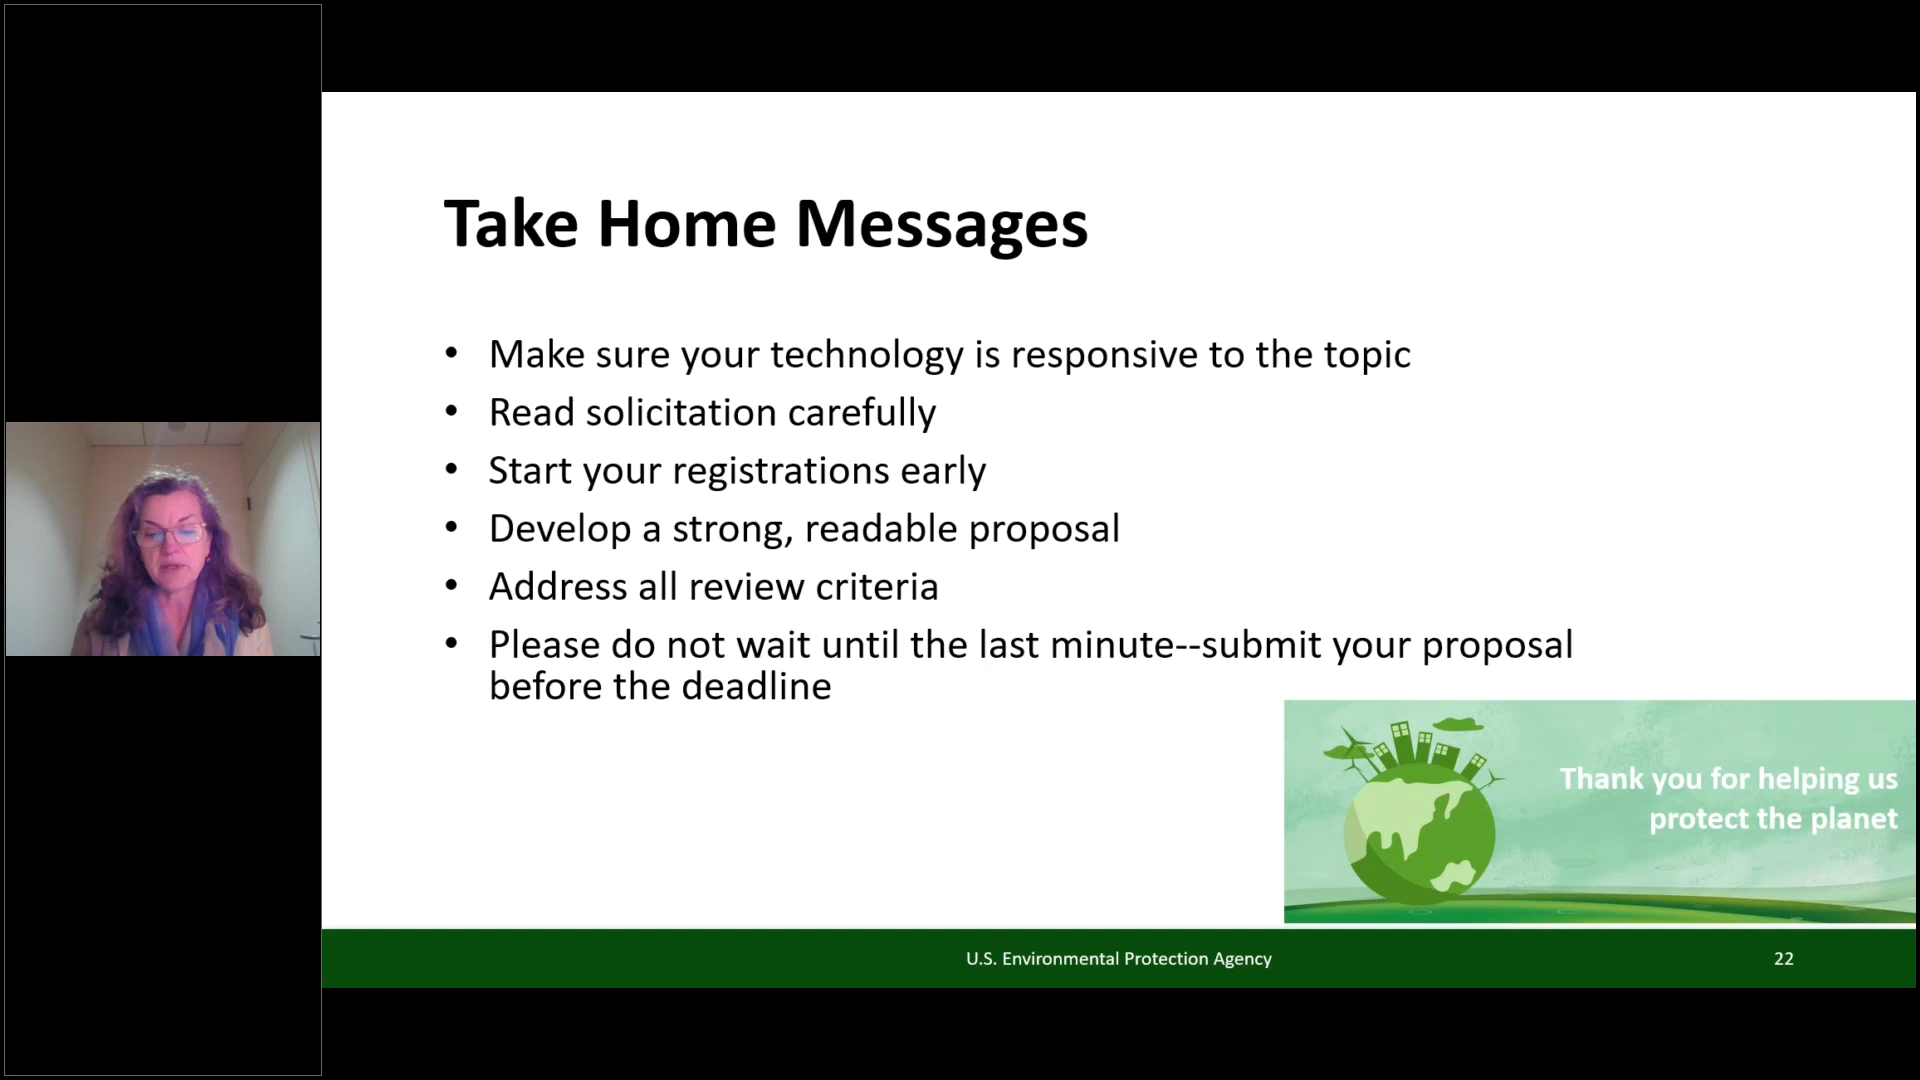 Take Home Messages
• Make sure your technology is responsive to the topic
• Read solicitation carefully
• Start your registrations early
• Develop a strong, readable proposal
• Address all review criteria
• Please do not wait until the last minute--submit your proposal
before the deadline
Thank you for helping us
protect the planet
U.S. Environmental Protection Agency
22